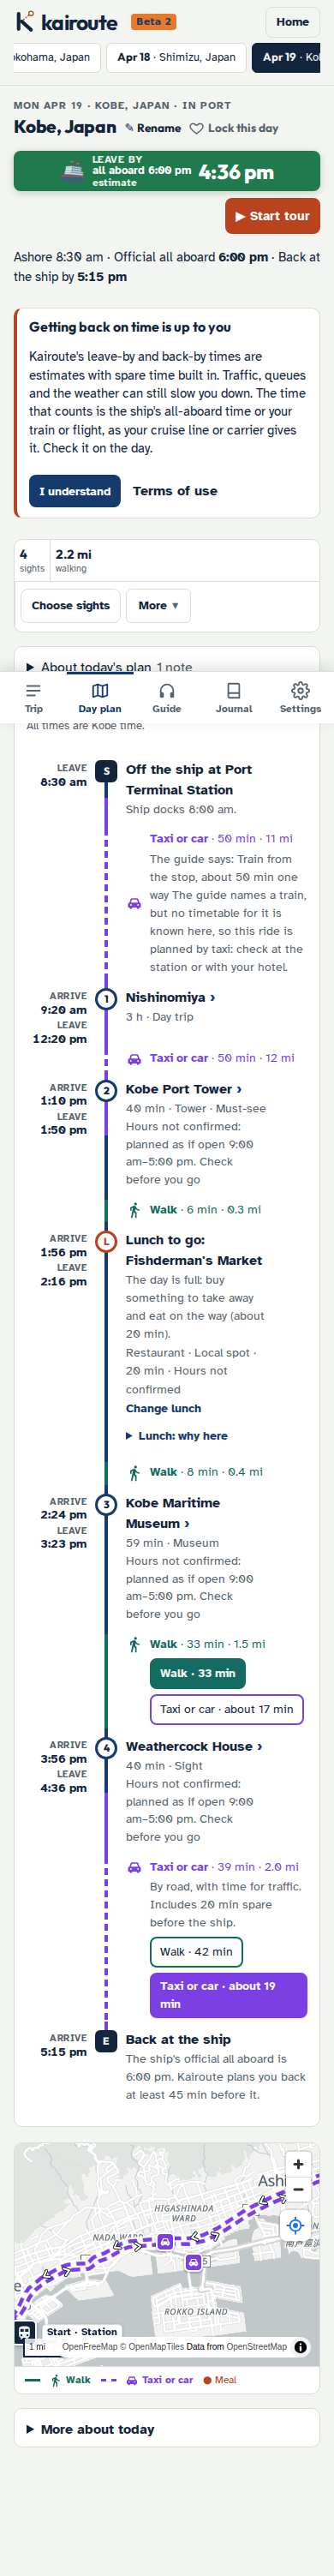 kairoute Beta 2 Home
okohama, Japan Apr 18 · Shimizu, Japan Apr 19 · Kol
MON APR 19 · KOBE, JAPAN · IN PORT
Kobe, Japan ✎ Rename Lock this day
LEAVE BY
all aboard 6:00 pm
estimate
4:36 pm
▶ Start tour
Ashore 8:30 am · Official all aboard 6:00 pm · Back at
the ship by 5:15 pm
Getting back on time is up to you
Kairoute's leave-by and back-by times are
estimates with spare time built in. Traffic, queues
and the weather can still slow you down. The time
that counts is the ship's all-aboard time or your
train or flight, as your cruise line or carrier gives
it. Check it on the day.
I understand Terms of use
4
sights
2.2 mi
walking
Choose sights More ▼
▶ About today's plan 1 note
Trip Day plan Guide Journal Settings
All times are Kobe time.
LEAVE
8:30 am
S
Off the ship at Port
Terminal Station
Ship docks 8:00 am.
Taxi or car · 50 min · 11 mi
The guide says: Train from
the stop, about 50 min one
way The guide names a train,
but no timetable for it is
known here, so this ride is
planned by taxi: check at the
station or with your hotel.
ARRIVE
9:20 am
LEAVE
12:20 pm
1
Nishinomiya ›
3 h · Day trip
Taxi or car · 50 min · 12 mi
ARRIVE
1:10 pm
LEAVE
1:50 pm
2
Kobe Port Tower ›
40 min · Tower · Must-see
Hours not confirmed:
planned as if open 9:00
am–5:00 pm. Check
before you go
Walk · 6 min · 0.3 mi
ARRIVE
1:56 pm
LEAVE
2:16 pm
L
Lunch to go:
Fishderman's Market
The day is full: buy
something to take away
and eat on the way (about
20 min).
Restaurant · Local spot ·
20 min · Hours not
confirmed
Change lunch
▶ Lunch: why here
Walk · 8 min · 0.4 mi
ARRIVE
2:24 pm
LEAVE
3:23 pm
3
Kobe Maritime
Museum ›
59 min · Museum
Hours not confirmed:
planned as if open 9:00
am–5:00 pm. Check
before you go
Walk · 33 min · 1.5 mi
Walk · 33 min
Taxi or car · about 17 min
ARRIVE
3:56 pm
LEAVE
4:36 pm
4
Weathercock House ›
40 min · Sight
Hours not confirmed:
planned as if open 9:00
am–5:00 pm. Check
before you go
Taxi or car · 39 min · 2.0 mi
By road, with time for traffic.
Includes 20 min spare
before the ship.
Walk · 42 min
Taxi or car · about 19
min
ARRIVE
5:15 pm
E
Back at the ship
The ship's official all aboard is
6:00 pm. Kairoute plans you back
at least 45 min before it.
Ashi
HIGASHINADA
WARD
NADA WARD
ROKKO ISLAND
Start · Station
1 mi OpenFreeMap © OpenMapTiles Data from OpenStreetMap
Walk Taxi or car Meal
▶ More about today